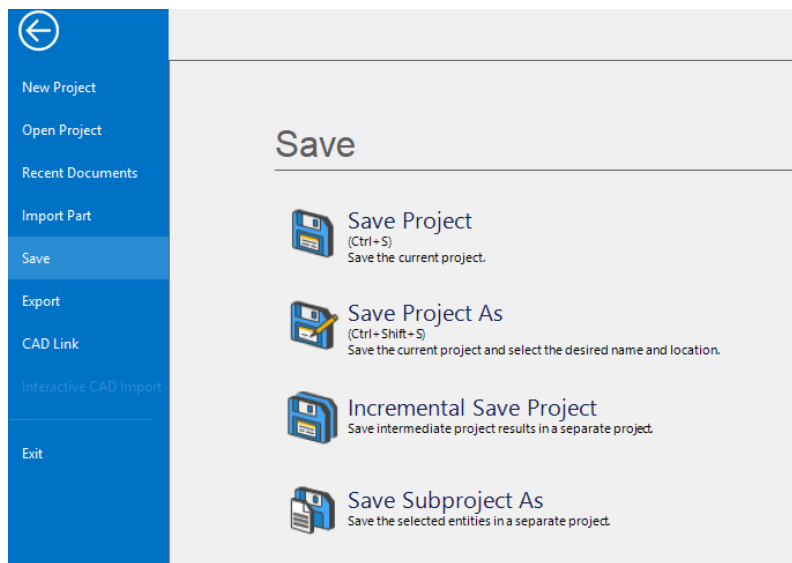 New Project
Open Project
Recent Documents
Import Part
Save
Export
CAD Link
Interactive CAD Import
Exit
Save
Save Project
(Ctrl+S)
Save the current project.
Save Project As
(Ctrl+Shift+S)
Save the current project and select the desired name and location.
Incremental Save Project
Save intermediate project results in a separate project.
Save Subproject As
Save the selected entities in a separate project.